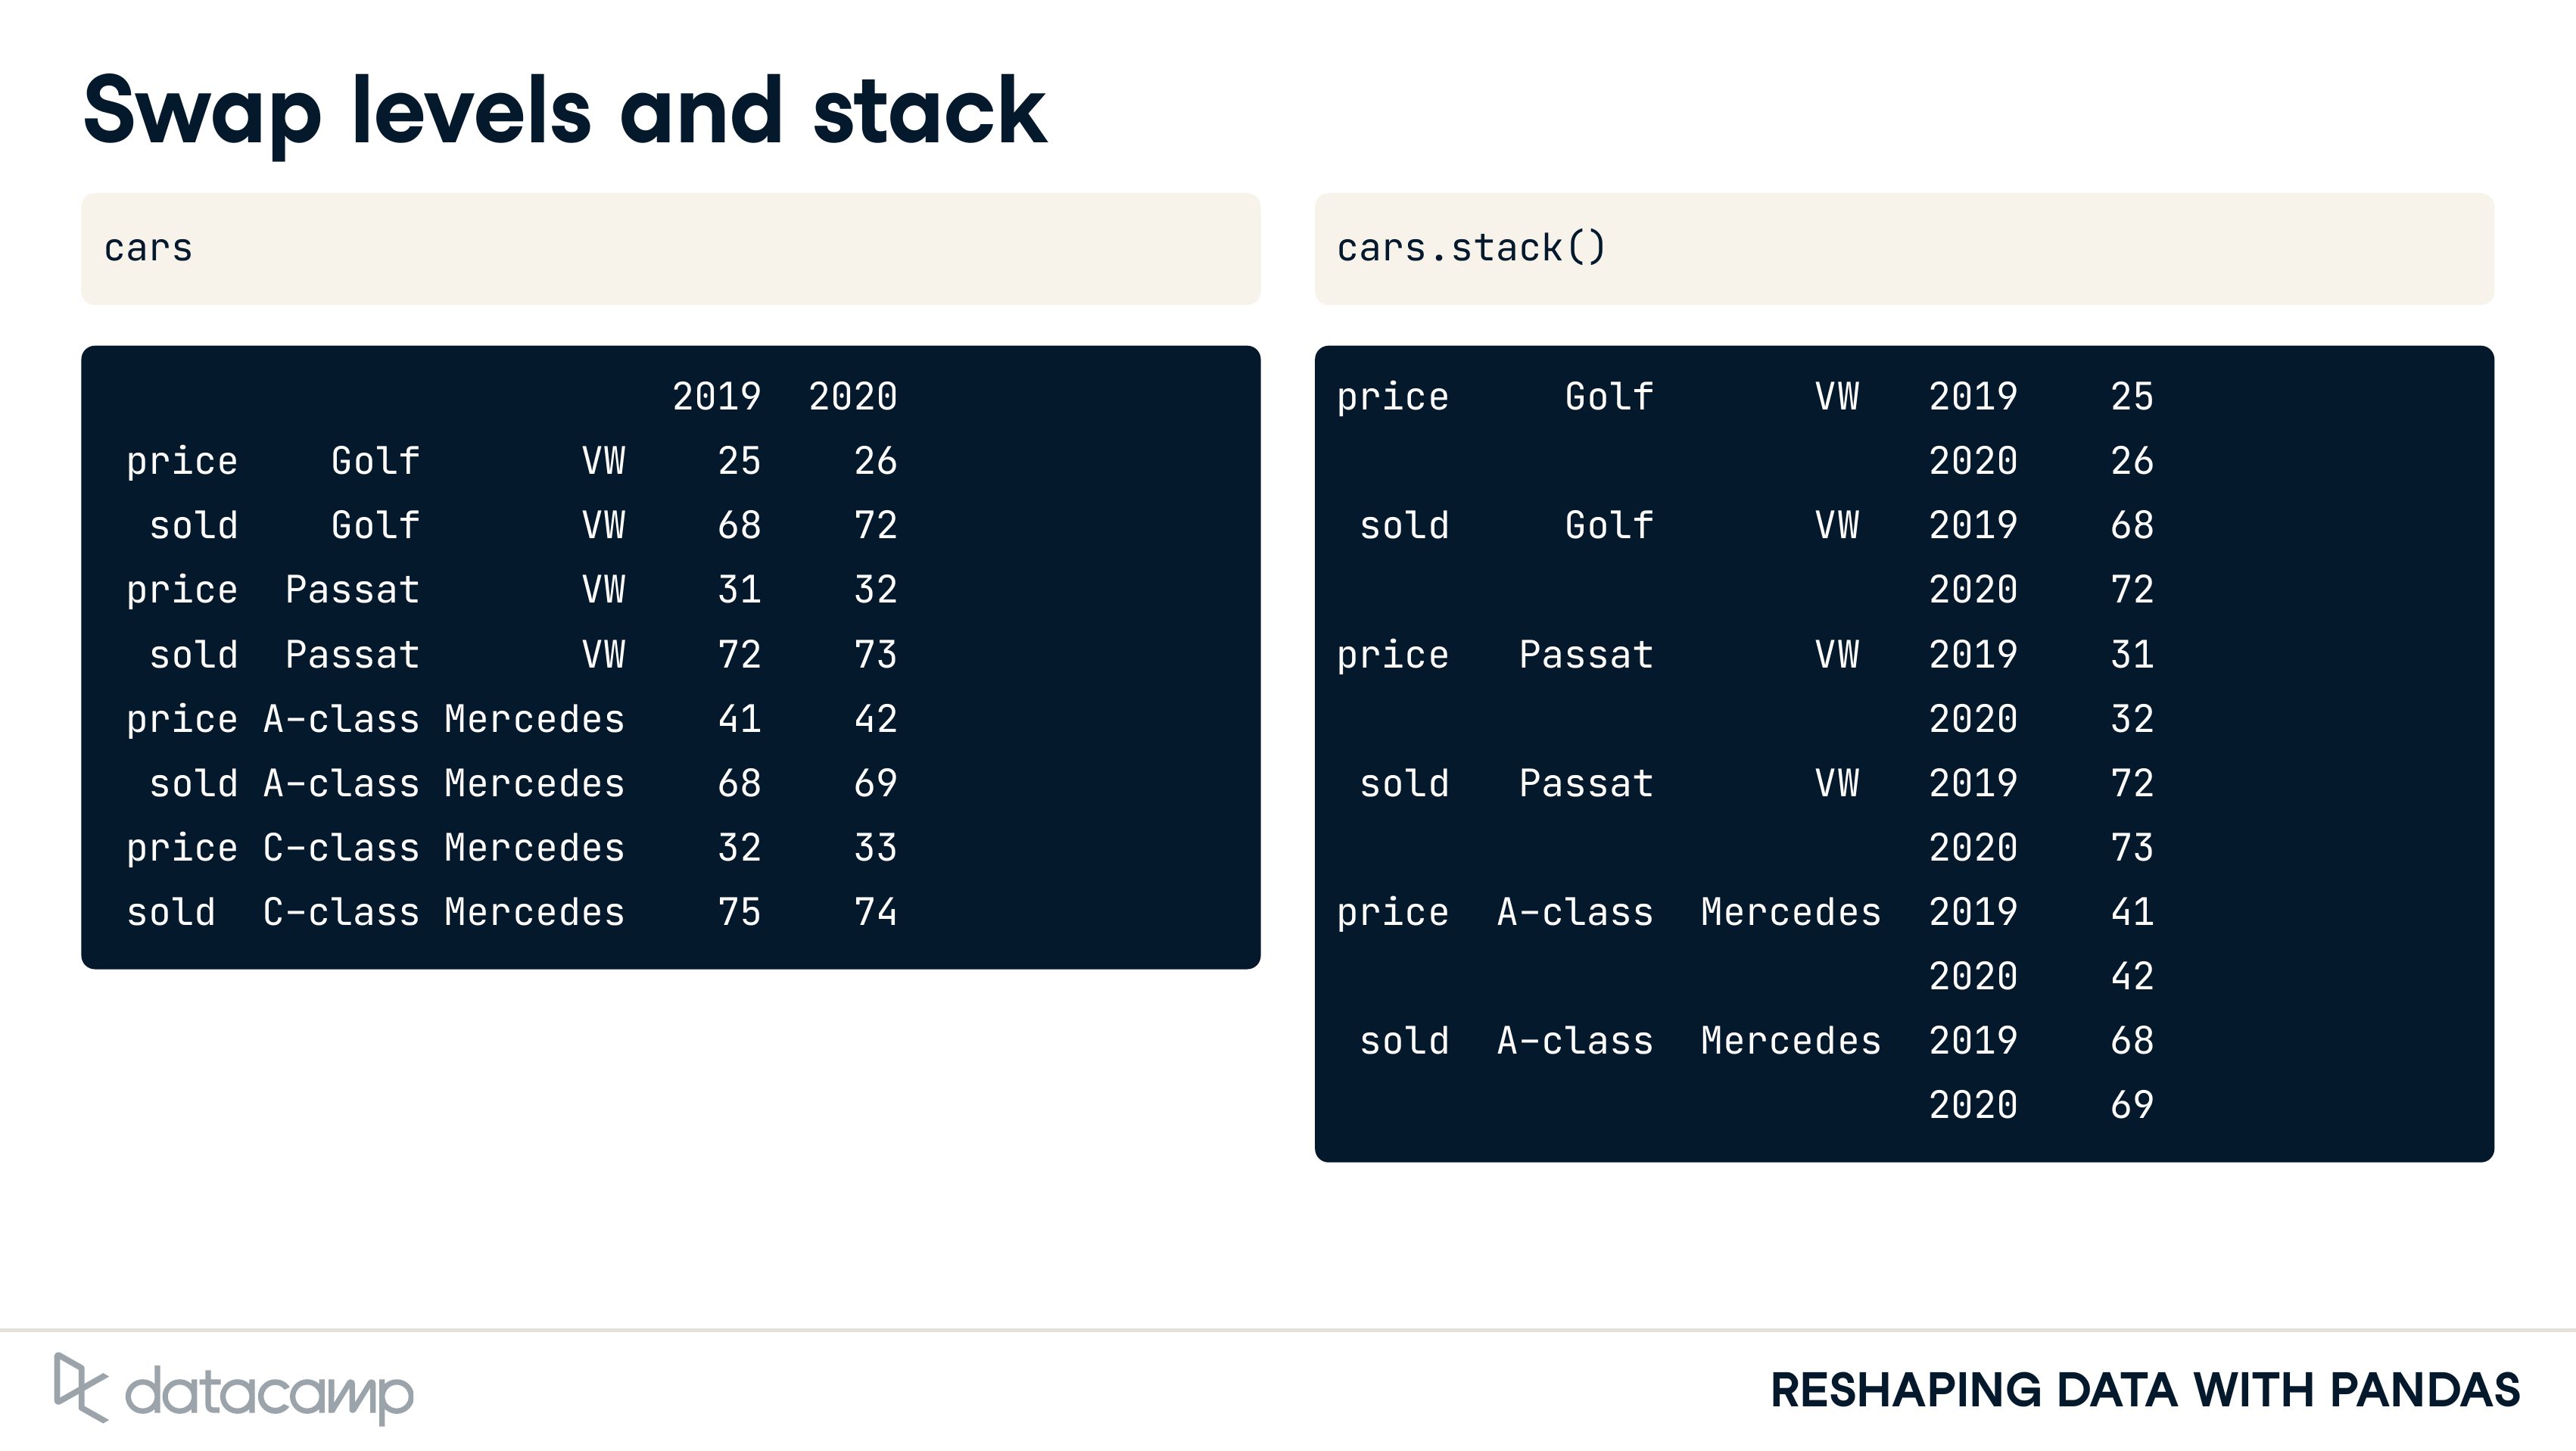 Swap levels and stack
cars
2019 2020
price Golf VW 25 26
sold Golf VW 68 72
price Passat VW 31 32
sold Passat VW 72 73
price A-class Mercedes 41 42
sold A-class Mercedes 68 69
price C-class Mercedes 32 33
sold C-class Mercedes 75 74
cars.stack()
price Golf VW 2019 25
2020 26
sold Golf VW 2019 68
2020 72
price Passat VW 2019 31
2020 32
sold Passat VW 2019 72
2020 73
price A-class Mercedes 2019 41
2020 42
sold A-class Mercedes 2019 68
2020 69
datacamp
RESHAPING DATA WITH PANDAS